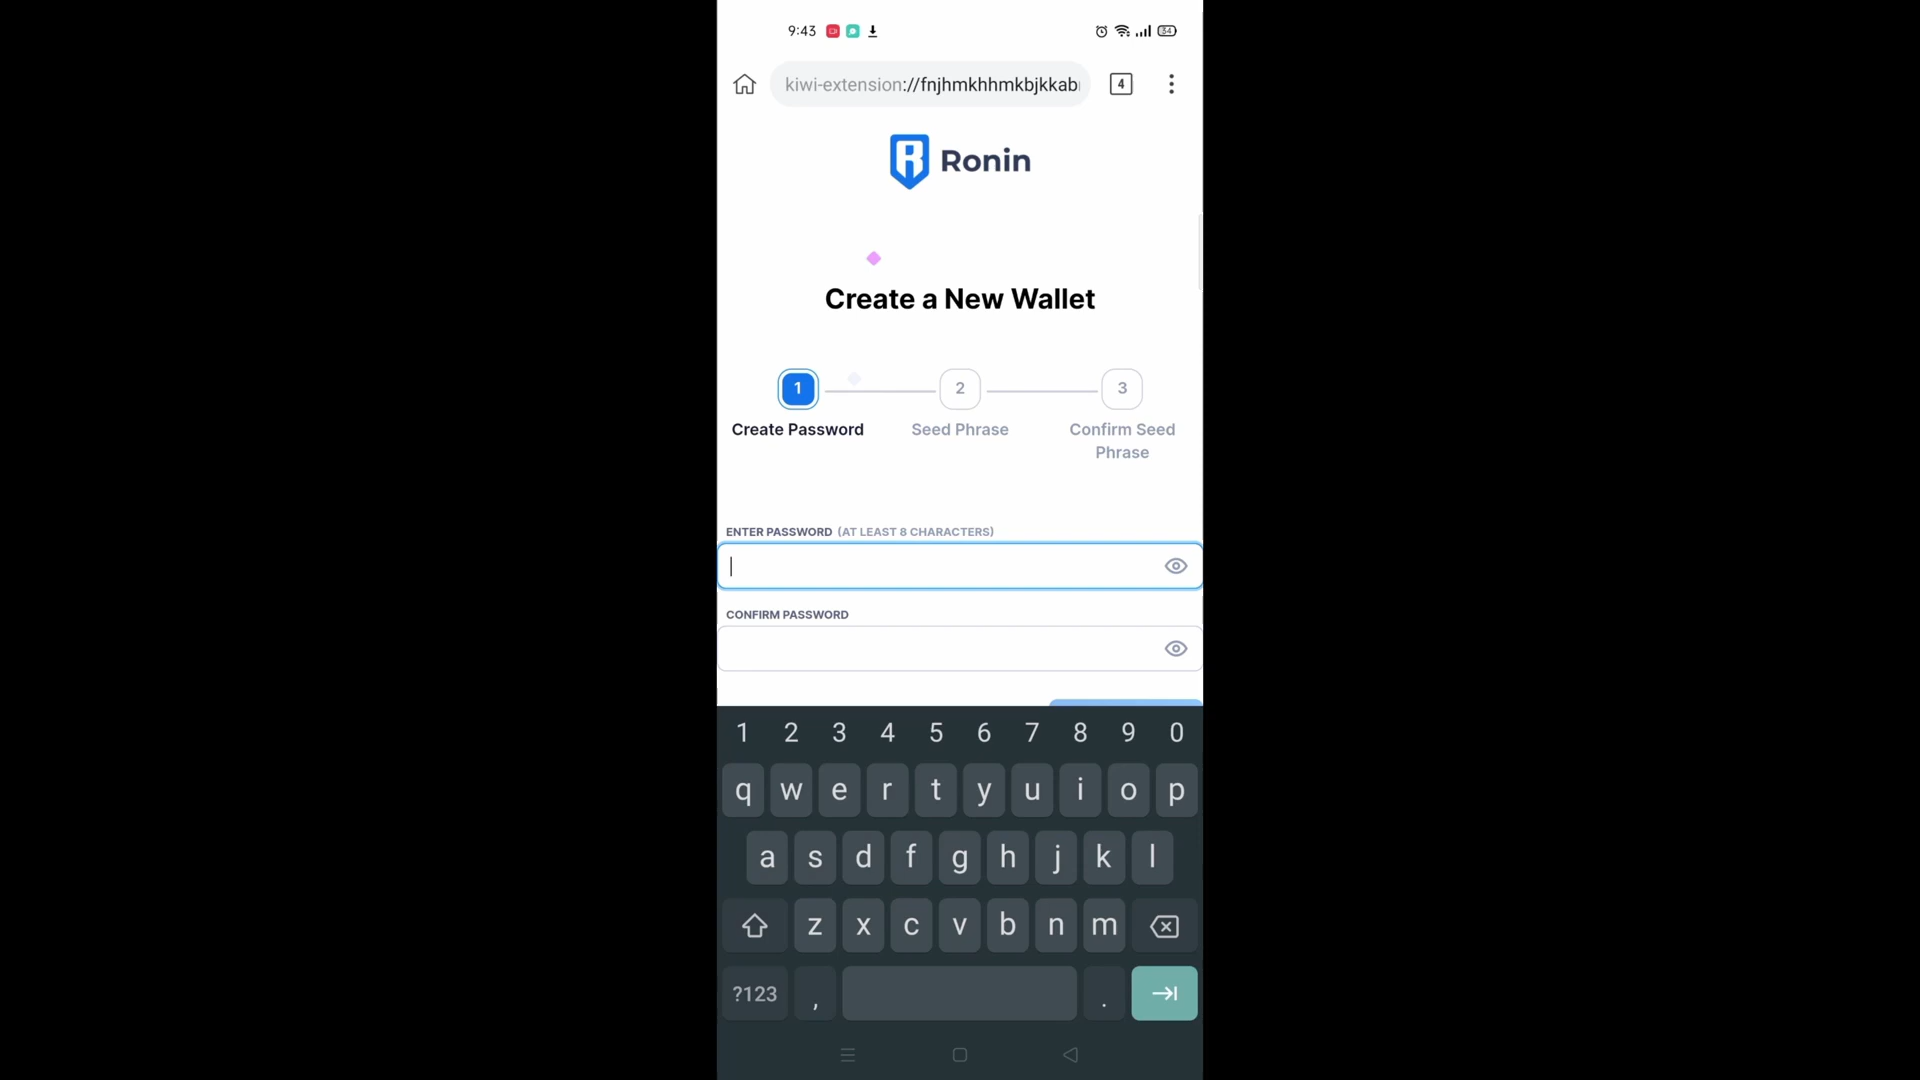 9:43
34
kiwi-extension://fnjhmkhhmkbjkkab
4
Ronin
Create a New Wallet
1
2
3
Create Password
Seed Phrase
Confirm Seed
Phrase
ENTER PASSWORD (AT LEAST 8 CHARACTERS)
CONFIRM PASSWORD
1 2 3 4 5 6 7 8 9 0
q w e r t y u i o p
a s d f g h j k l
z x c v b n m
?123 , .